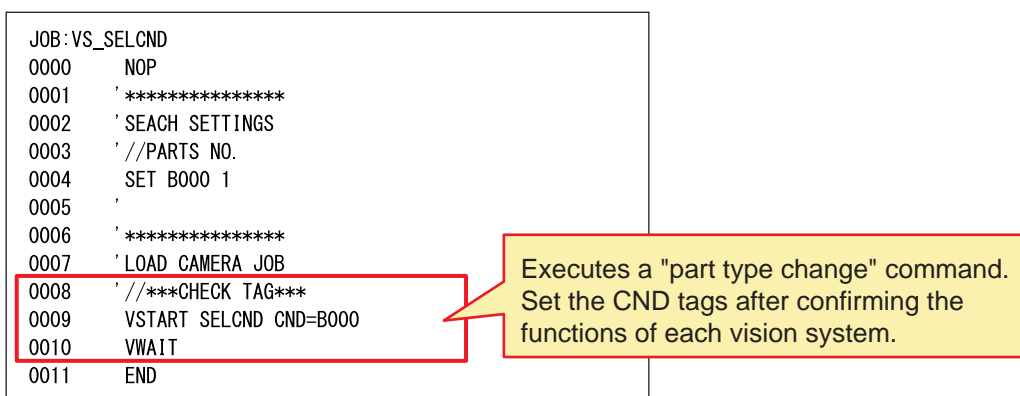 JOB:VS_SELCND
0000 NOP
0001 '***************
0002 'SEACH SETTINGS
0003 '//PARTS NO.
0004 SET B000 1
0005 '
0006 '***************
0007 'LOAD CAMERA JOB
0008 '//***CHECK TAG***
0009 VSTART SELCND CND=B000
0010 VWAIT
0011 END
Executes a "part type change" command.
Set the CND tags after confirming the
functions of each vision system.